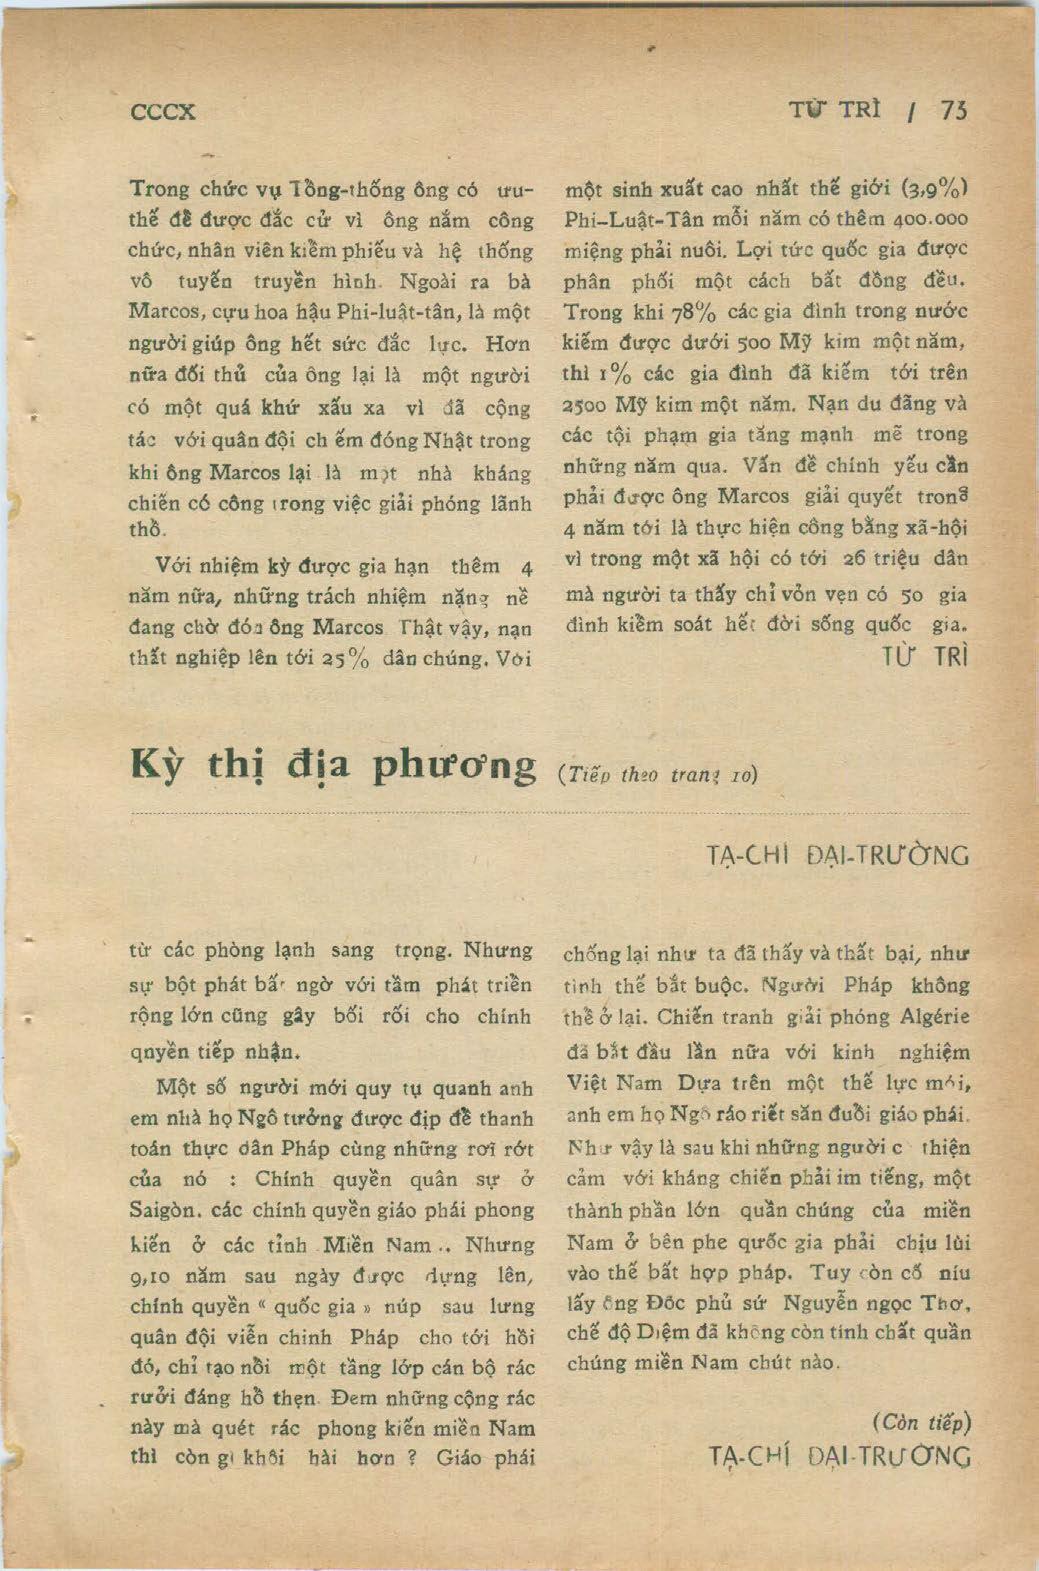 CCCX
TỪ TRÌ / 73
Trong chức vụ Tổng-thống ông có ưu-
thế để được đắc cử vì ông nắm công
chức, nhân viên kiểm phiếu và hệ thống
vô tuyến truyền hình. Ngoài ra bà
Marcos, cựu hoa hậu Phi-luật-tân, là một
người giúp ông hết sức đắc lực. Hơn
nữa đối thủ của ông lại là một người
có một quá khứ xấu xa vì đã cộng
tác với quân đội ch ếm đóng Nhật trong
khi ông Marcos lại là một nhà kháng
chiến có công trong việc giải phóng lãnh
thổ.
Với nhiệm kỳ được gia hạn thêm 4
năm nữa, những trách nhiệm nặng nề
đang chờ đón ông Marcos Thật vậy, nạn
thất nghiệp lên tới 25% dân chúng. Với
một sinh xuất cao nhất thế giới (3,9%)
Phi-Luật-Tân mỗi năm có thêm 400.000
miệng phải nuôi. Lợi tức quốc gia được
phân phối một cách bất đồng đều.
Trong khi 78% các gia đình trong nước
kiếm được dưới 500 Mỹ kim một năm,
thì 1% các gia đình đã kiếm tới trên
2500 Mỹ kim một năm. Nạn du đãng và
các tội phạm gia tăng mạnh mẽ trong
những năm qua. Vấn đề chính yếu cần
phải được ông Marcos giải quyết trong
4 năm tới là thực hiện công bằng xã-hội
vì trong một xã hội có tới 26 triệu dân
mà người ta thấy chỉ vỏn vẹn có 50 gia
đình kiểm soát hết đời sống quốc gia.
TỪ TRÌ
Kỳ thị địa phương (Tiếp theo trang 10)
TẠ-CHÍ ĐẠI-TRƯỜNG
từ các phòng lạnh sang trọng. Nhưng
sự bột phát bất ngờ với tầm phát triển
rộng lớn cũng gây bối rối cho chính
qnyền tiếp nhận.
Một số người mới quy tụ quanh anh
em nhà họ Ngô tưởng được dịp để thanh
toán thực dân Pháp cùng những rơi rớt
của nó : Chính quyền quân sự ở
Saigòn. các chính quyền giáo phái phong
kiến ở các tỉnh Miền Nam .. Nhưng
9,10 năm sau ngày được dựng lên,
chính quyền « quốc gia » núp sau lưng
quân đội viễn chinh Pháp cho tới hồi
đó, chỉ tạo nổi một tầng lớp cán bộ rác
rưởi đáng hổ thẹn. Đem những cộng rác
này mà quét rác phong kiến miền Nam
thì còn gì khôi hài hơn ? Giáo phái
chống lại như ta đã thấy và thất bại, như
tình thế bắt buộc. Người Pháp không
thể ở lại. Chiến tranh giải phóng Algérie
đã bắt đầu lần nữa với kinh nghiệm
Việt Nam Dựa trên một thế lực mới,
anh em họ Ngô ráo riết săn đuổi giáo phái.
Như vậy là sau khi những người c thiện
cảm với kháng chiến phải im tiếng, một
thành phần lớn quần chúng của miền
Nam ở bên phe quốc gia phải chịu lùi
vào thế bất hợp pháp. Tuy còn cố níu
lấy ông Đốc phủ sứ Nguyễn ngọc Thơ,
chế độ Diệm đã không còn tính chất quần
chúng miền Nam chút nào.
(Còn tiếp)
TẠ-CHÍ ĐẠI-TRƯỜNG